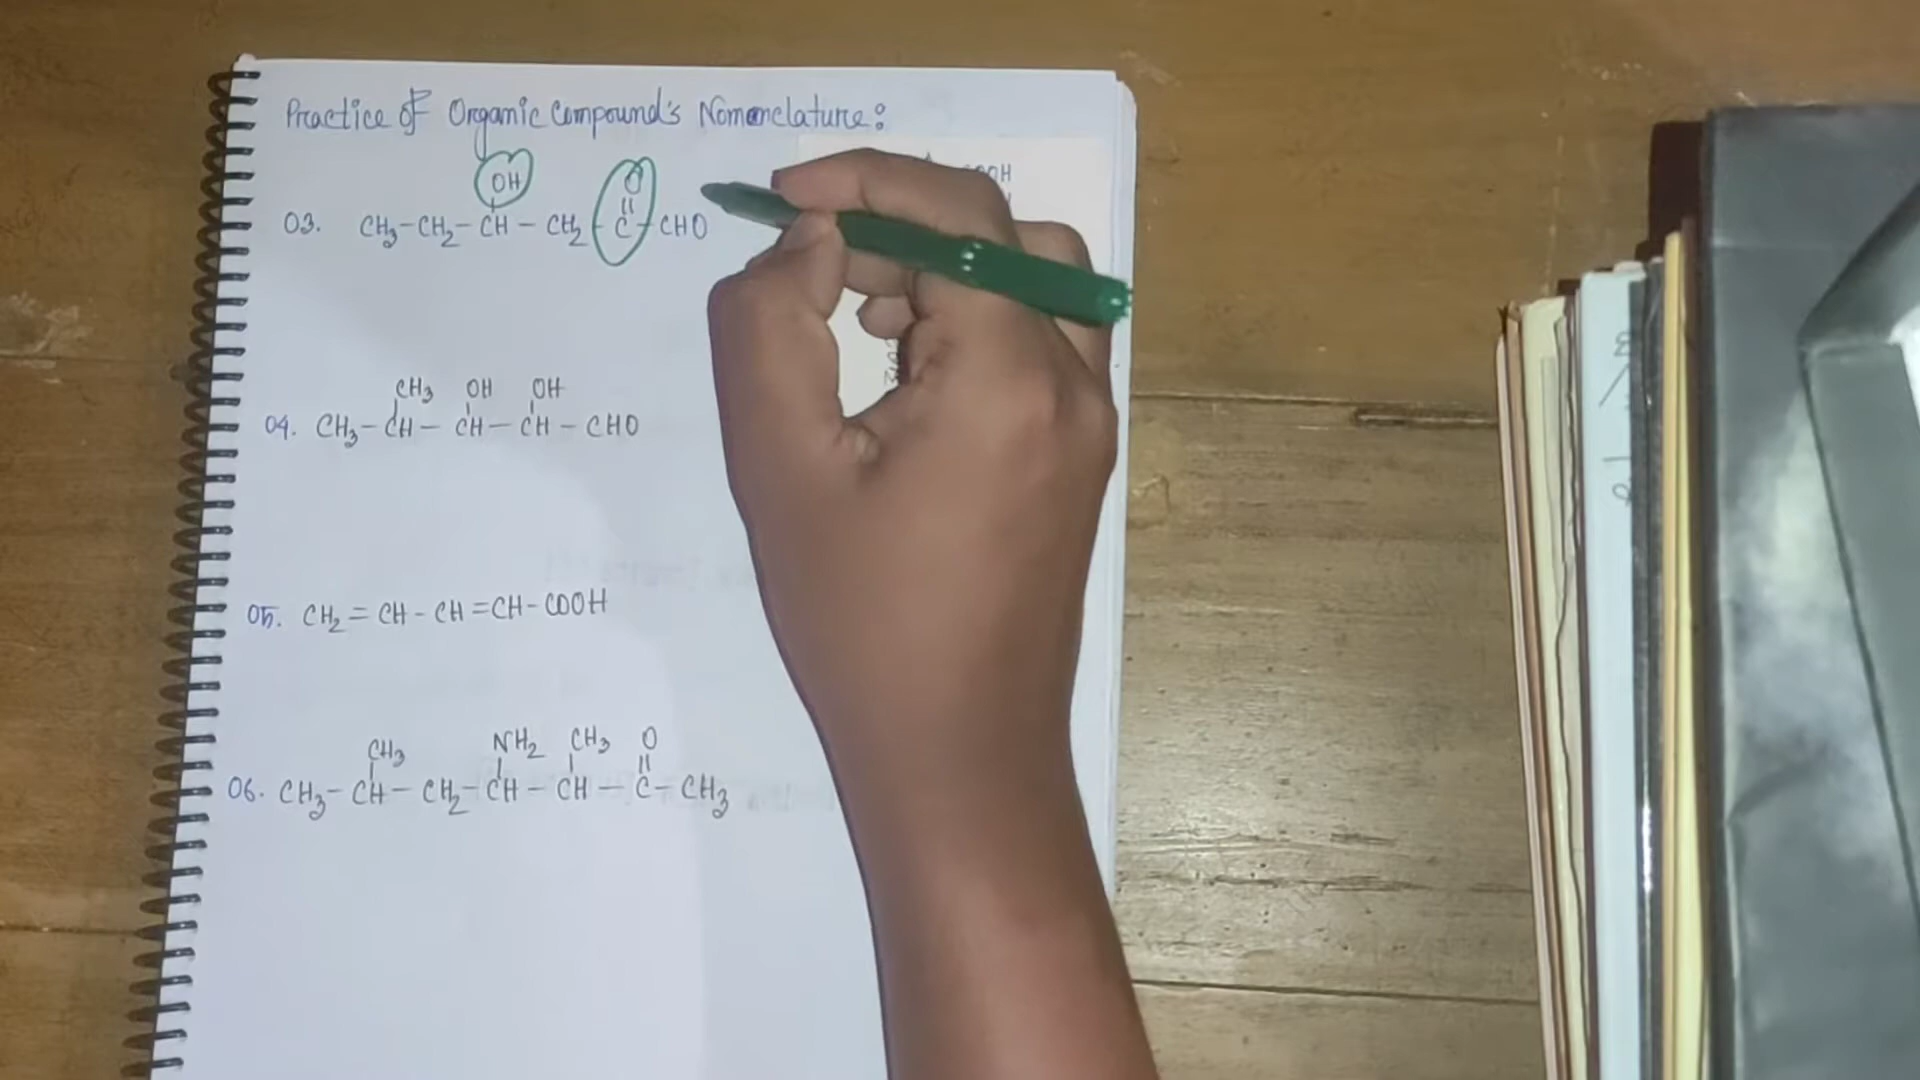 Practice of Organic Compound's Nomenclature:
OH O
03. CH3-CH2-CH-CH2-C-CHO
CH3 OH OH
04. CH3-CH-CH-CH-CHO
05. CH2=CH-CH=CH-COOH
CH3 NH2 CH3 O
06. CH3-CH-CH2-CH-CH-C-CH3